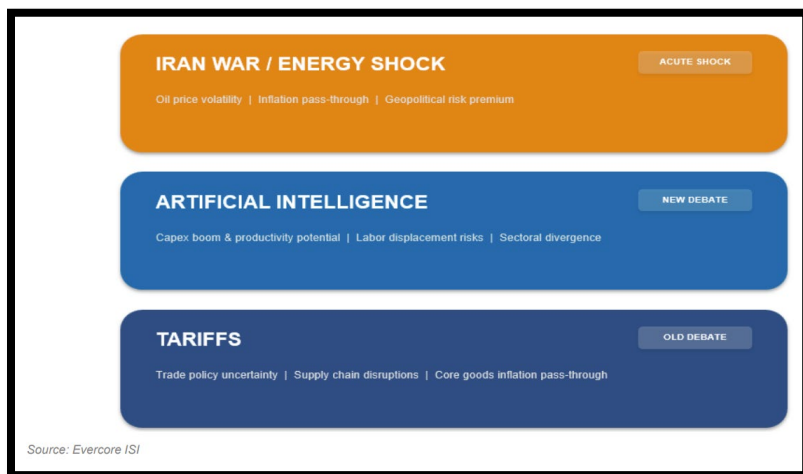 IRAN WAR / ENERGY SHOCK
ACUTE SHOCK
Oil price volatility | Inflation pass-through | Geopolitical risk premium
ARTIFICIAL INTELLIGENCE
NEW DEBATE
Capex boom & productivity potential | Labor displacement risks | Sectoral divergence
TARIFFS
OLD DEBATE
Trade policy uncertainty | Supply chain disruptions | Core goods inflation pass-through
Source: Evercore ISI